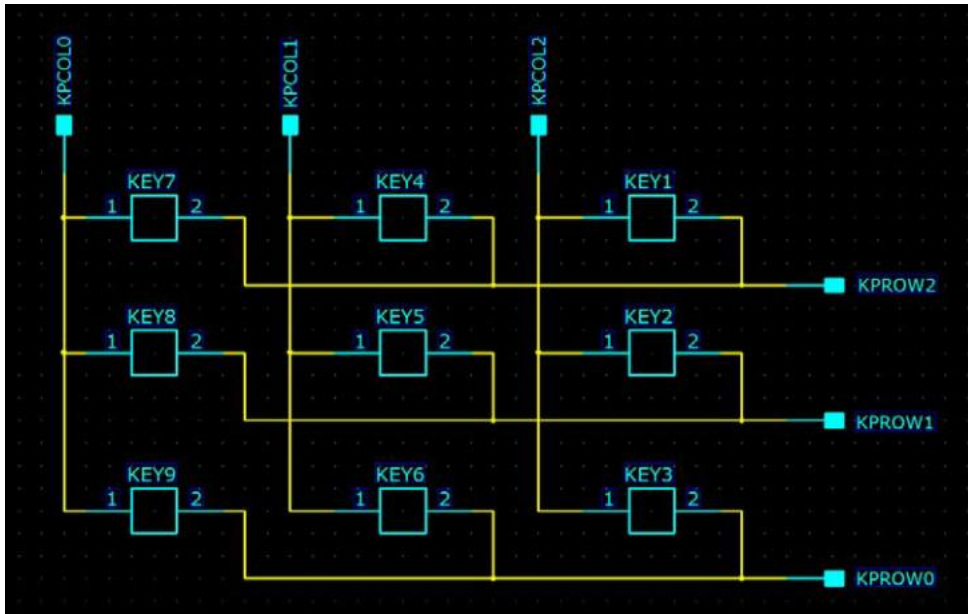 KPCOL0
KPCOL1
KPCOL2
KEY7
KEY4
KEY1
1 2
1 2
1 2
KPROW2
KEY8
KEY5
KEY2
1 2
1 2
1 2
KPROW1
KEY9
KEY6
KEY3
1 2
1 2
1 2
KPROW0